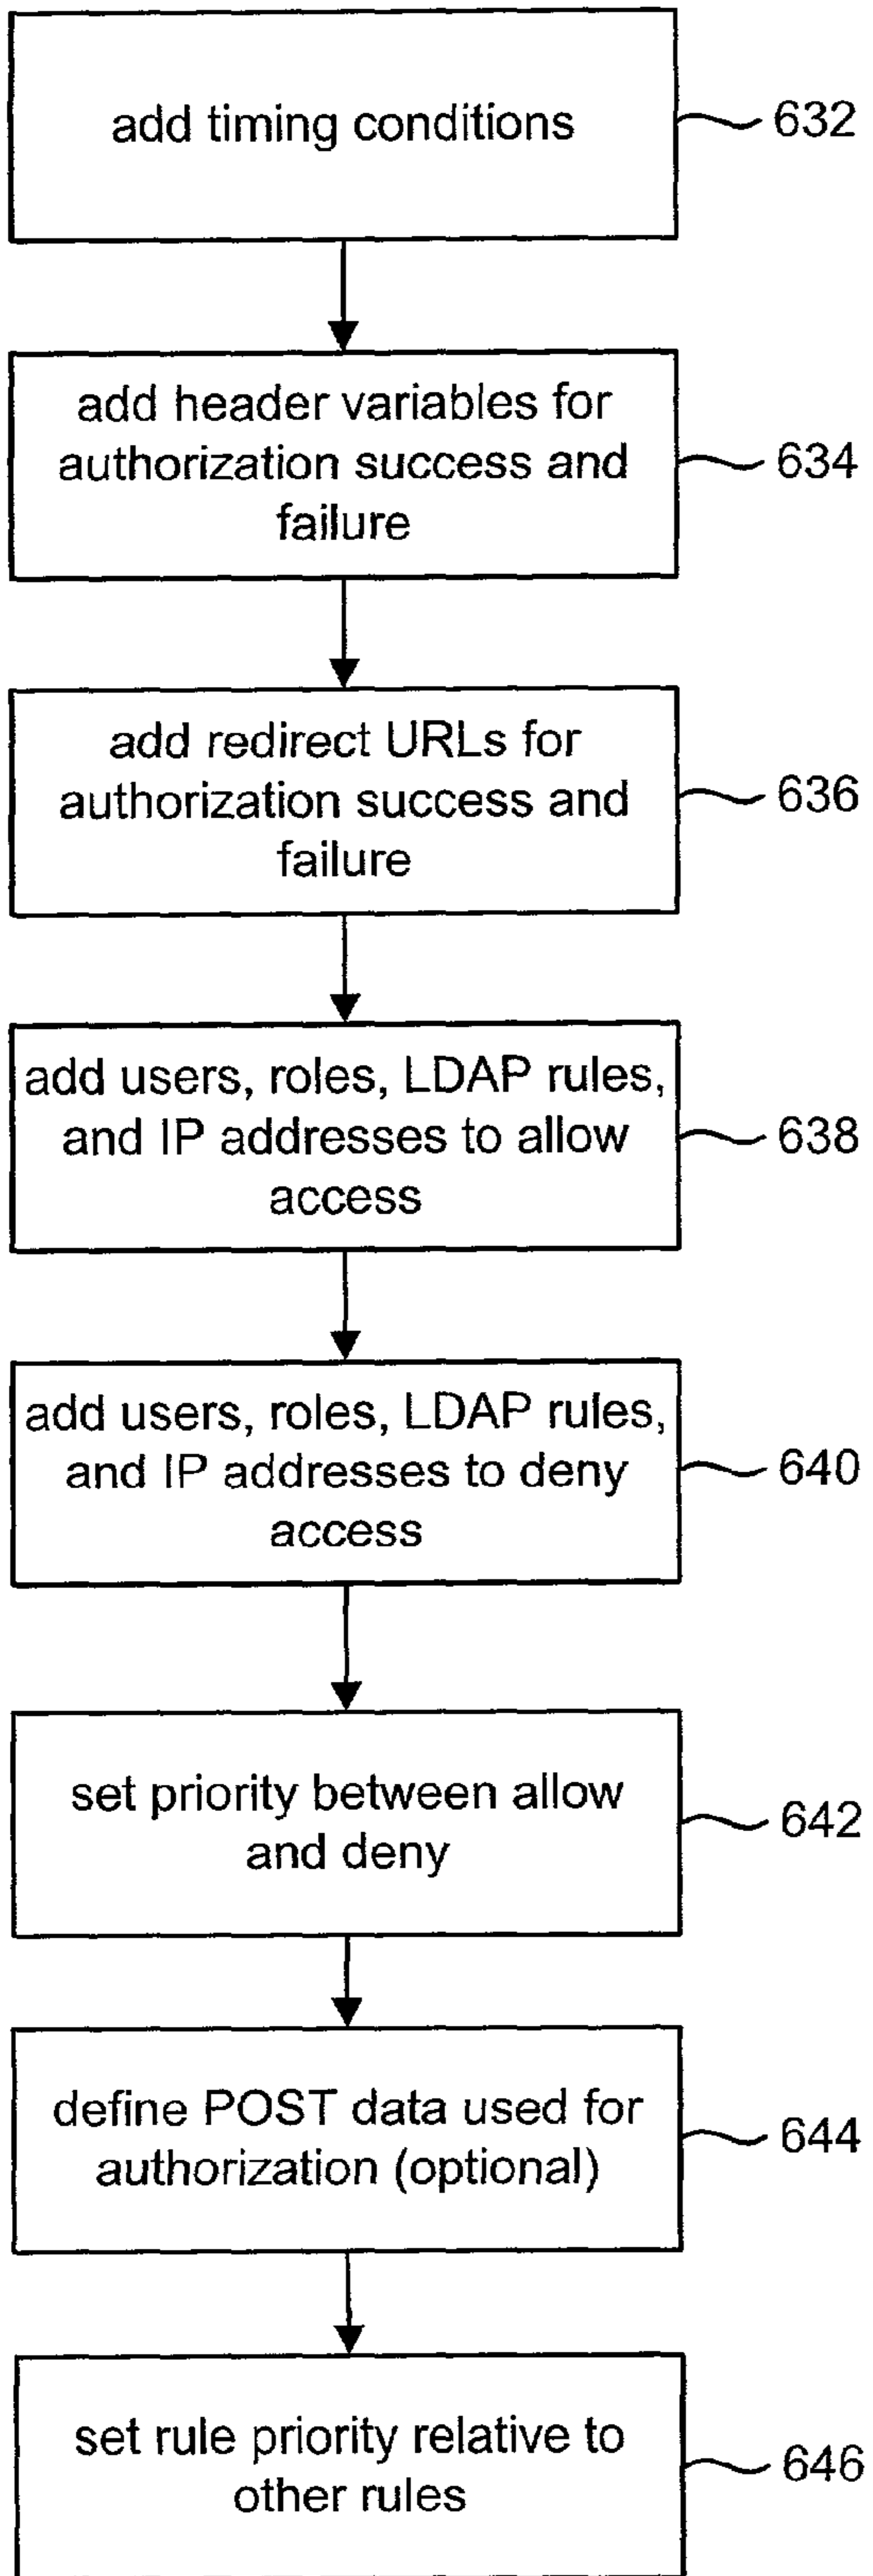 add timing conditions
632
add header variables for
authorization success and
failure
634
add redirect URLs for
authorization success and
failure
636
add users, roles, LDAP rules,
and IP addresses to allow
access
638
add users, roles, LDAP rules,
and IP addresses to deny
access
640
set priority between allow
and deny
642
define POST data used for
authorization (optional)
644
set rule priority relative to
other rules
646